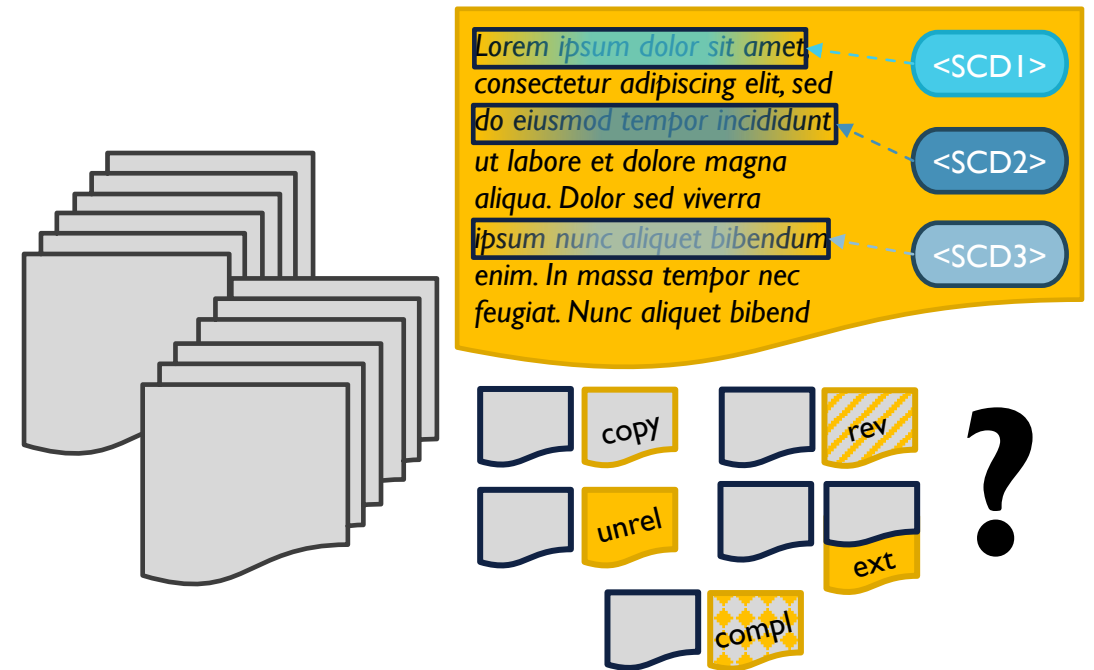 Lorem ipsum dolor sit amet,
consectetur adipiscing elit, sed
do eiusmod tempor incididunt
ut labore et dolore magna
aliqua. Dolor sed viverra
ipsum nunc aliquet bibendum
enim. In massa tempor nec
feugiat. Nunc aliquet bibend
<SCD1>
<SCD2>
<SCD3>
copy
rev
?
unrel
ext
compl